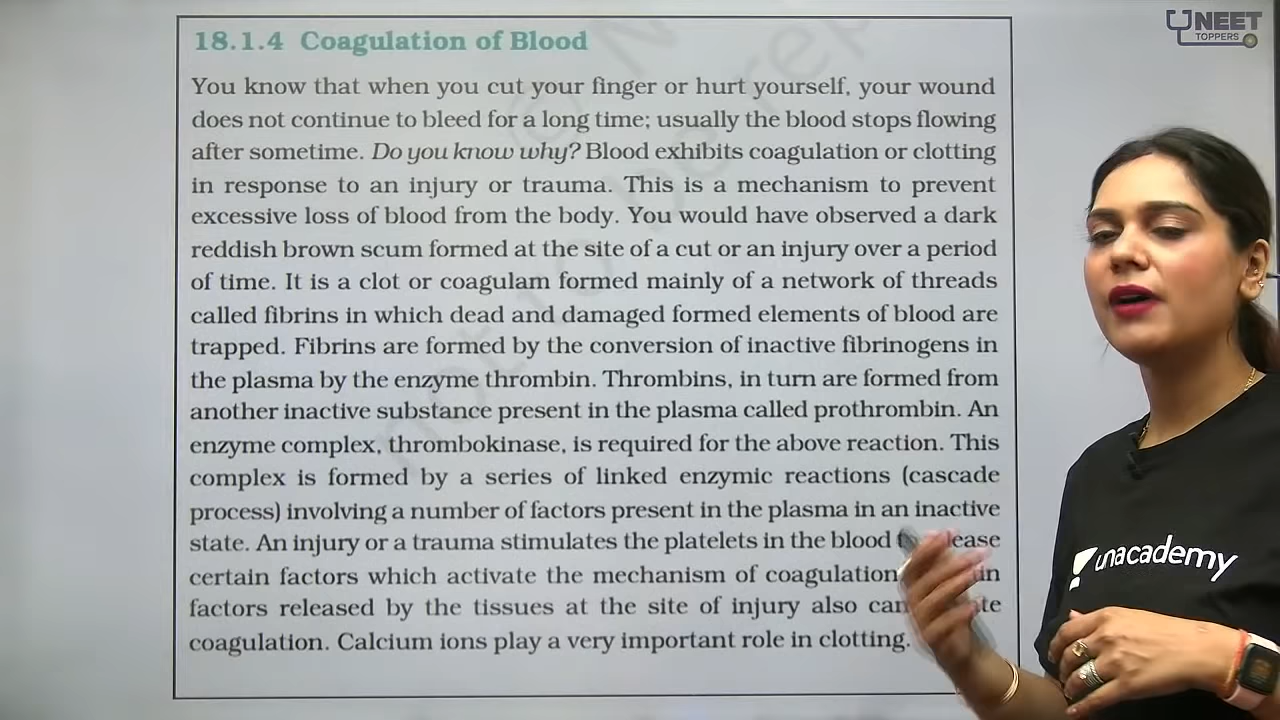 NEET
TOPPERS
18.1.4 Coagulation of Blood
You know that when you cut your finger or hurt yourself, your wound
does not continue to bleed for a long time; usually the blood stops flowing
after sometime. Do you know why? Blood exhibits coagulation or clotting
in response to an injury or trauma. This is a mechanism to prevent
excessive loss of blood from the body. You would have observed a dark
reddish brown scum formed at the site of a cut or an injury over a period
of time. It is a clot or coagulam formed mainly of a network of threads
called fibrins in which dead and damaged formed elements of blood are
trapped. Fibrins are formed by the conversion of inactive fibrinogens in
the plasma by the enzyme thrombin. Thrombins, in turn are formed from
another inactive substance present in the plasma called prothrombin. An
enzyme complex, thrombokinase, is required for the above reaction. This
complex is formed by a series of linked enzymic reactions (cascade
process) involving a number of factors present in the plasma in an inactive
state. An injury or a trauma stimulates the platelets in the blood
certain factors which activate the mechanism of coagulation
factors released by the tissues at the site of injury also can
coagulation. Calcium ions play a very important role in clotting.
not to be rep
unacademy